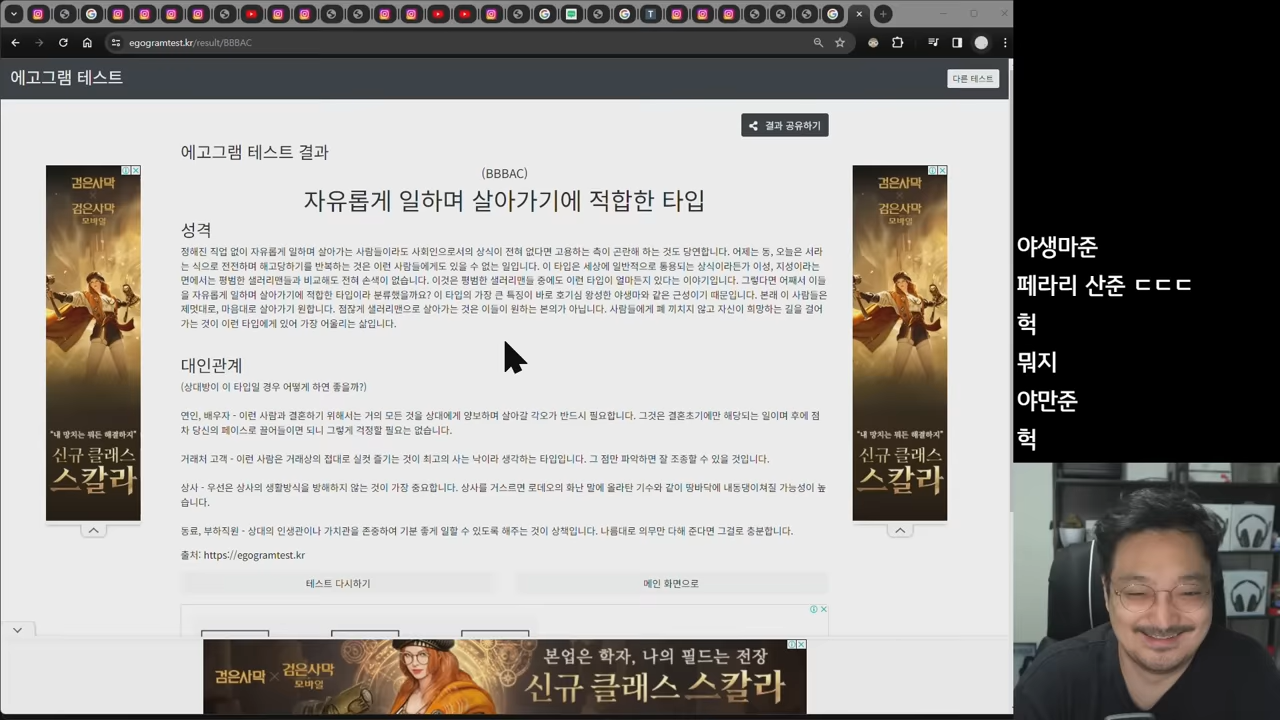 egogramtest.kr/result/BBBAC
에고그램 테스트
다른 테스트
결과 공유하기
에고그램 테스트 결과
(BBBAC)
자유롭게 일하며 살아가기에 적합한 타입
성격
정해진 직업 없이 자유롭게 일하며 살아가는 사람들이라도 사회인으로서의 상식이 전혀 없다면 고용하는 측이 곤란해 하는 것도 당연합니다. 어제는 동, 오늘은 서라
는 식으로 전전하며 해고당하기를 반복하는 것은 이런 사람들에게도 있을 수 없는 일입니다. 이 타입은 세상에 일반적으로 통용되는 상식이라든가 이성, 지성이라는
면에서는 평범한 샐러리맨들과 비교해도 전혀 손색이 없습니다. 이것은 평범한 샐러리맨들 중에도 이런 타입이 얼마든지 있다는 이야기입니다. 그렇다면 어째서 이들
을 자유롭게 일하며 살아가기에 적합한 타입이라 분류했을까요? 이 타입의 가장 큰 특징이 바로 호기심 왕성한 야생마와 같은 근성이기 때문입니다. 본래 이 사람들은
제멋대로, 마음대로 살아가기 원합니다. 점잖게 샐러리맨으로 살아가는 것은 이들이 원하는 본의가 아닙니다. 사람들에게 폐 끼치지 않고 자신이 희망하는 길을 걸어
가는 것이 이런 타입에게 있어 가장 어울리는 삶입니다.
대인관계
(상대방이 이 타입일 경우 어떻게 하면 좋을까?)
연인, 배우자 - 이런 사람과 결혼하기 위해서는 거의 모든 것을 상대에게 양보하며 살아갈 각오가 반드시 필요합니다. 그것은 결혼초기에만 해당되는 일이며 후에 점
차 당신의 페이스로 끌어들이면 되니 그렇게 걱정할 필요는 없습니다.
거래처 고객 - 이런 사람은 거래상의 접대로 실컷 즐기는 것이 최고의 사는 낙이라 생각하는 타입입니다. 그 점만 파악하면 잘 조종할 수 있을 것입니다.
상사 - 우선은 상사의 생활방식을 방해하지 않는 것이 가장 중요합니다. 상사를 거스르면 로데오의 화난 말에 올라탄 기수와 같이 땅바닥에 내동댕이쳐질 가능성이 높
습니다.
동료, 부하직원 - 상대의 인생관이나 가치관을 존중하여 기분 좋게 일할 수 있도록 해주는 것이 상책입니다. 나름대로 의무만 다해 준다면 그걸로 충분합니다.
출처: https://egogramtest.kr
테스트 다시하기
메인 화면으로
검은사막
×
검은사막
모바일
"내 망치는 뭐든 해결하지"
신규 클래스
스칼라
검은사막
×
검은사막
모바일
"내 망치는 뭐든 해결하지"
신규 클래스
스칼라
검은사막 × 검은사막
모바일
본업은 학자, 나의 필드는 전장
신규 클래스 스칼라
야생마준
페라리 산준 ㄷㄷㄷ
헉
뭐지
야만준
헉